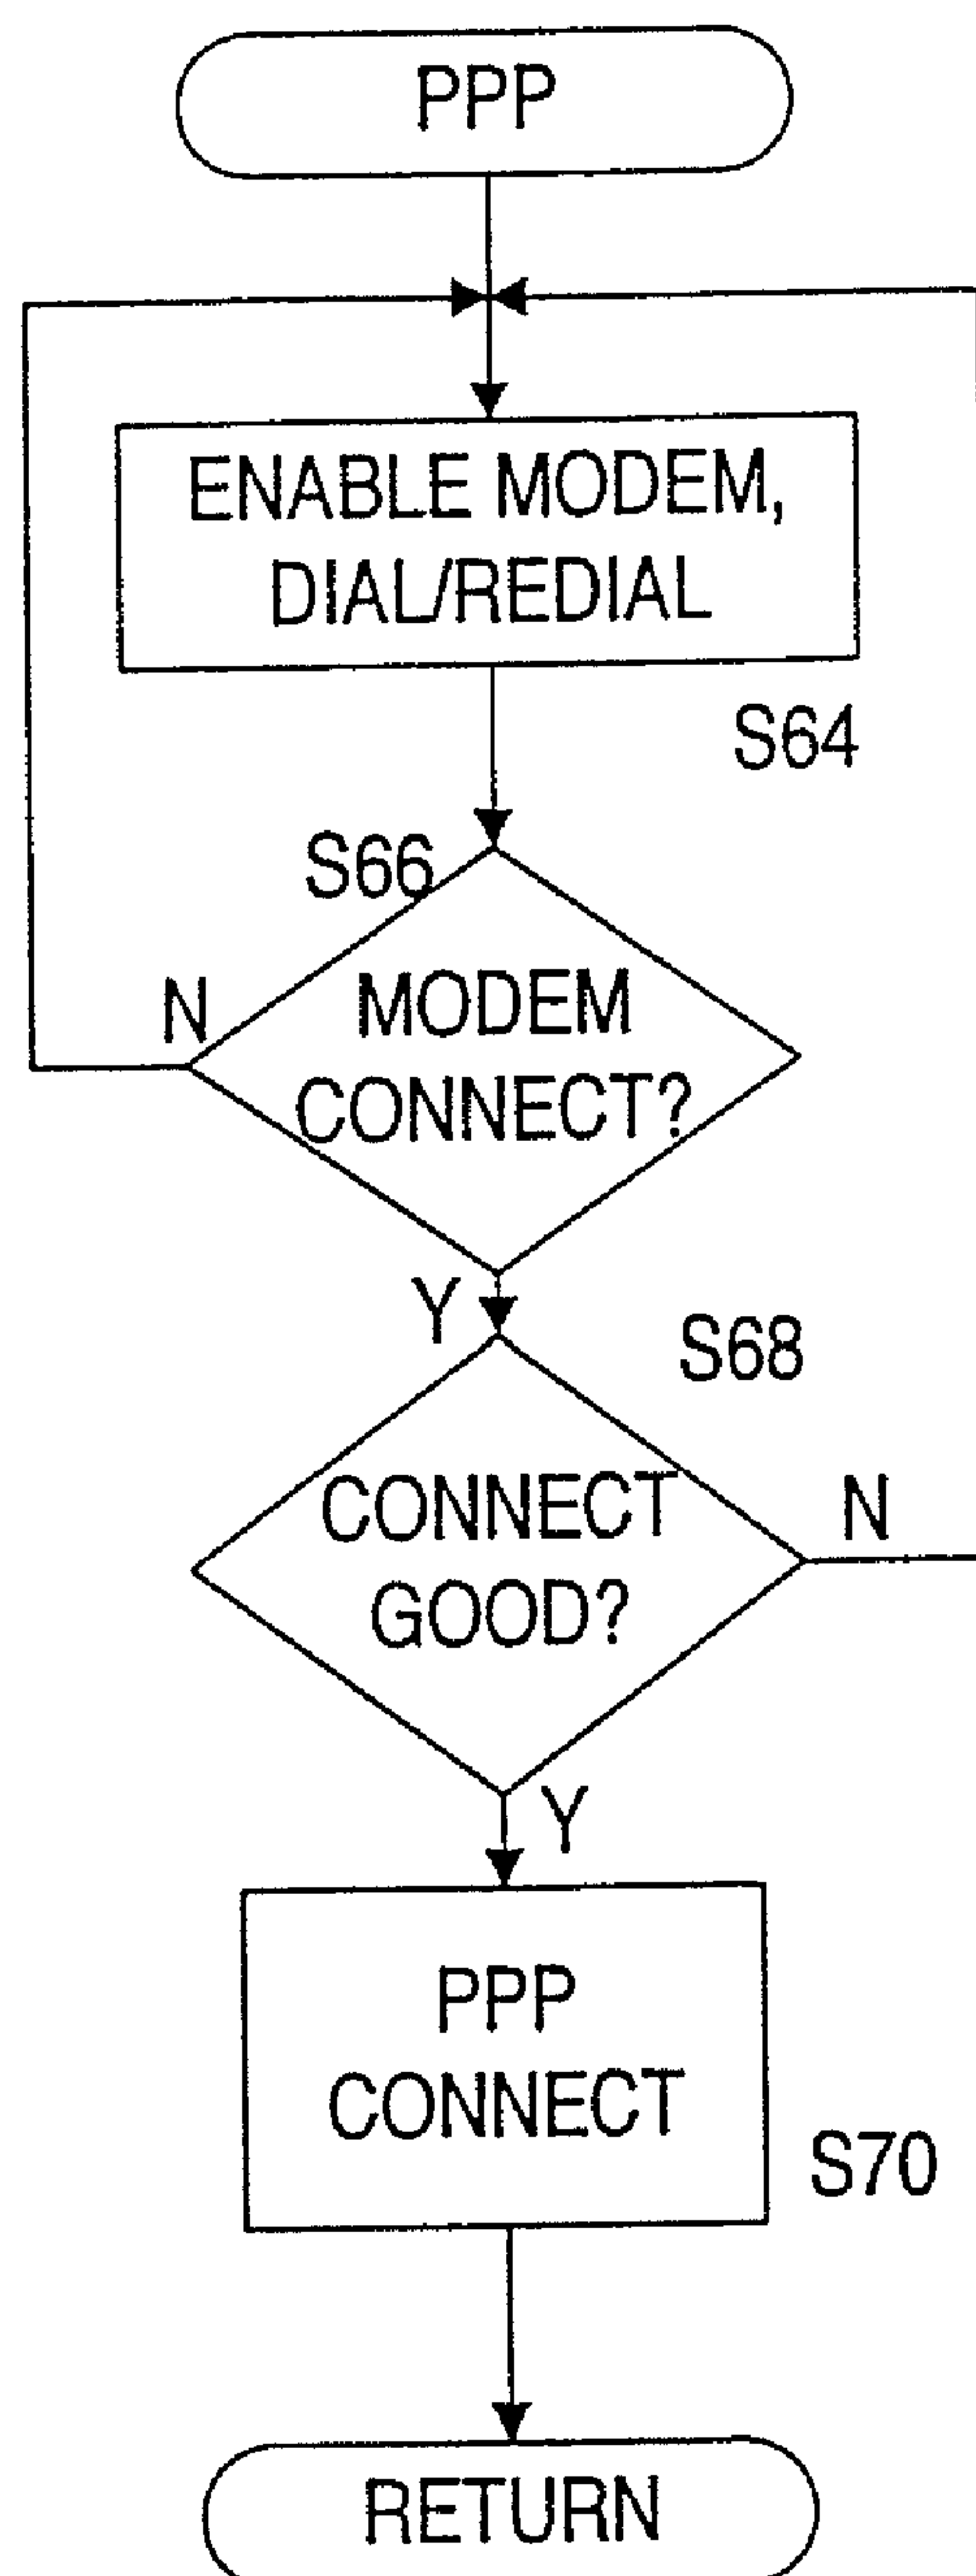 PPP
ENABLE MODEM,
DIAL/REDIAL
S64
S66
N
MODEM
CONNECT?
Y
S68
CONNECT
GOOD?
N
Y
PPP
CONNECT
S70
RETURN